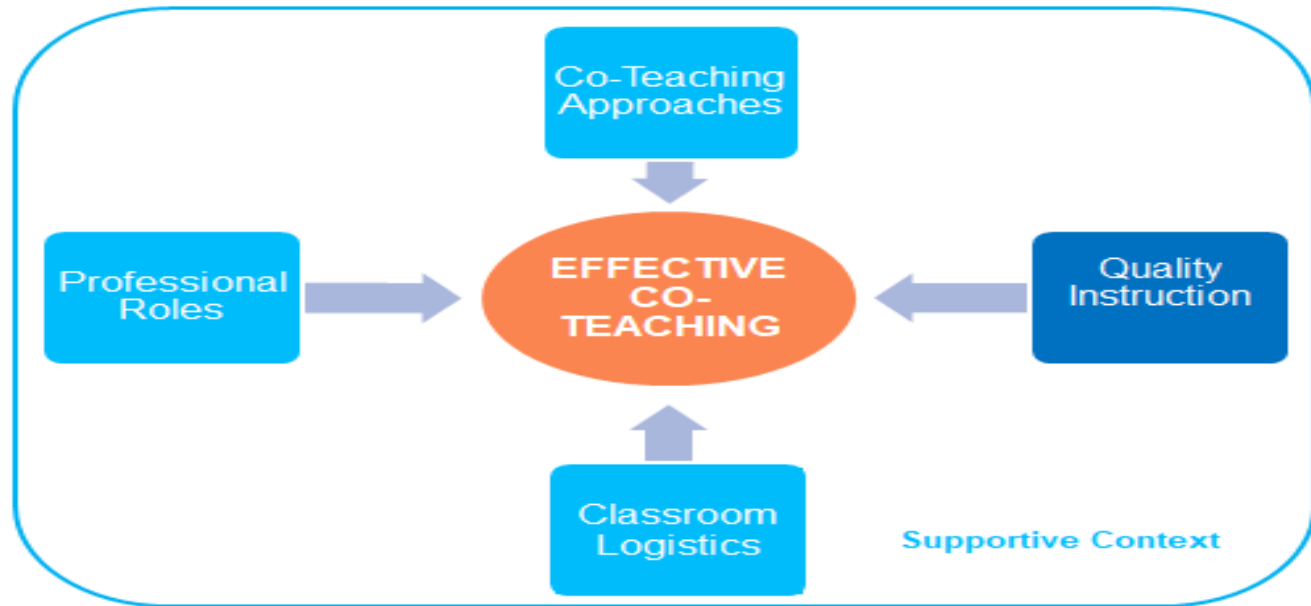 Co-Teaching
Approaches
Professional
Roles
EFFECTIVE
CO-
TEACHING
Quality
Instruction
Classroom
Logistics
Supportive Context